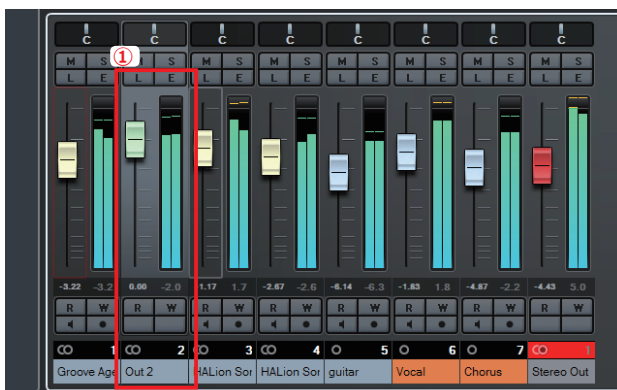 C C C C C C C C
①
M S M S M S M S M S M S M S M S
L E L E L E L E L E L E L E L E
-3.22 -3.2 0.00 -2.0 -1.17 1.7 -2.67 -2.6 -6.14 -6.3 -1.83 1.8 -4.87 -2.2 -4.43 5.0
R W R W R W R W R W R W R W R W
1 2 3 4 5 6 7 1
Groove Age Out 2 HALion Sor HALion Sor guitar Vocal Chorus Stereo Out